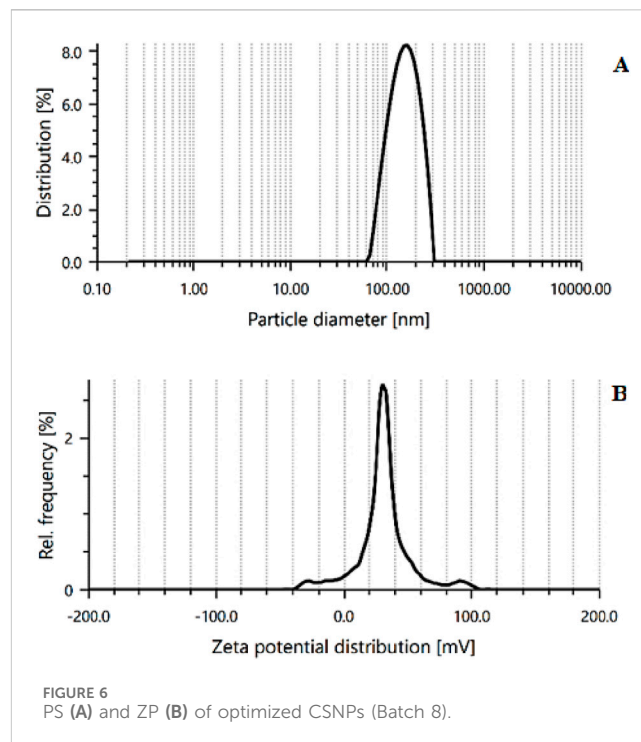 A
8.0
6.0
4.0
2.0
0.0
Distribution [%]
0.10 1.00 10.00 100.00 1000.00 10000.00
Particle diameter [nm]
B
2
0
Rel. frequency [%]
-200.0 -100.0 0.0 100.0 200.0
Zeta potential distribution [mV]
FIGURE 6
PS (A) and ZP (B) of optimized CSNPs (Batch 8).